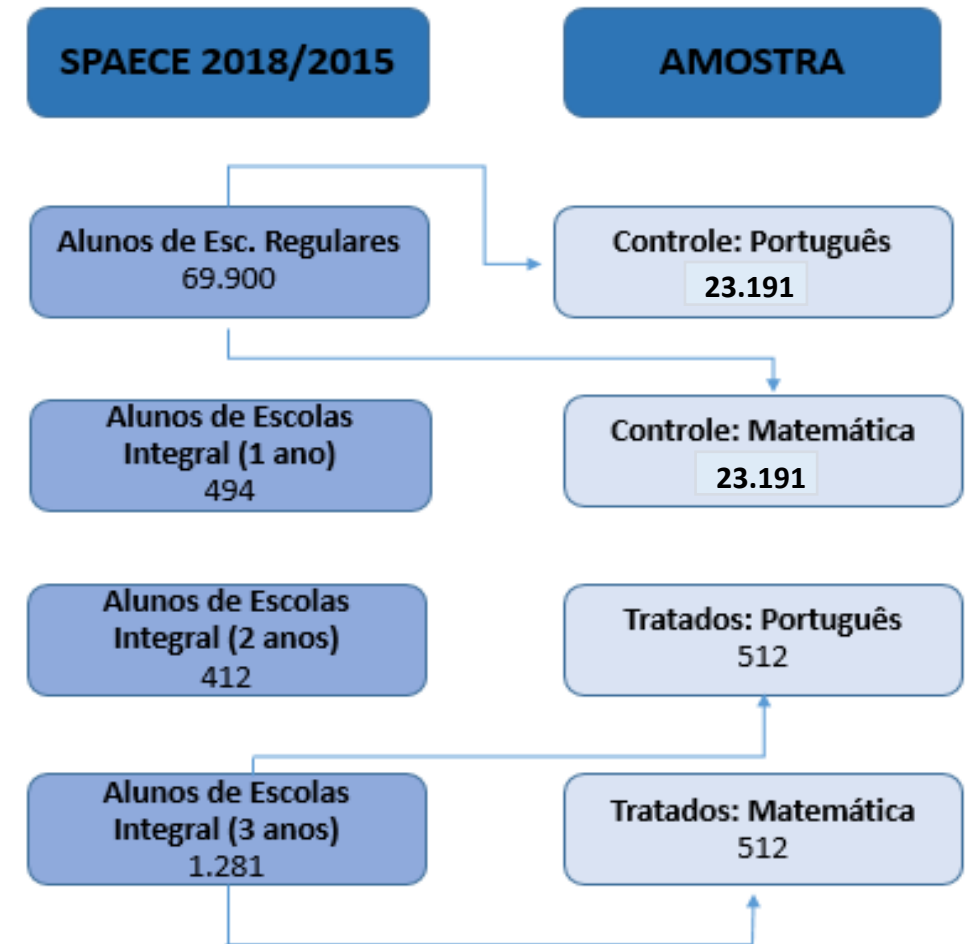 SPAECE 2018/2015
AMOSTRA
Alunos de Esc. Regulares
69.900
Controle: Português
23.191
Alunos de Escolas
Integral (1 ano)
494
Controle: Matemática
23.191
Alunos de Escolas
Integral (2 anos)
412
Tratados: Português
512
Alunos de Escolas
Integral (3 anos)
1.281
Tratados: Matemática
512